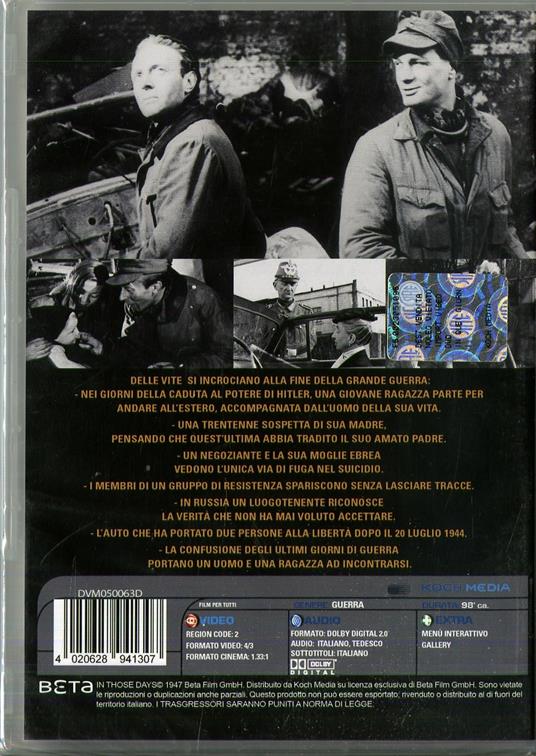 DELLE VITE SI INCROCIANO ALLA FINE DELLA GRANDE GUERRA:
- NEI GIORNI DELLA CADUTA AL POTERE DI HITLER, UNA GIOVANE RAGAZZA PARTE PER
ANDARE ALL'ESTERO, ACCOMPAGNATA DALL'UOMO DELLA SUA VITA.
- UNA TRENTENNE SOSPETTA DI SUA MADRE,
PENSANDO CHE QUEST'ULTIMA ABBIA TRADITO IL SUO AMATO PADRE.
- UN NEGOZIANTE E LA SUA MOGLIE EBREA
VEDONO L'UNICA VIA DI FUGA NEL SUICIDIO.
- I MEMBRI DI UN GRUPPO DI RESISTENZA SPARISCONO SENZA LASCIARE TRACCE.
- IN RUSSIA UN LUOGOTENENTE RICONOSCE
LA VERITÀ CHE NON HA MAI VOLUTO ACCETTARE.
- L'AUTO CHE HA PORTATO DUE PERSONE ALLA LIBERTÀ DOPO IL 20 LUGLIO 1944.
- LA CONFUSIONE DEGLI ULTIMI GIORNI DI GUERRA
PORTANO UN UOMO E UNA RAGAZZA AD INCONTRARSI.
KOCH MEDIA
DVM050063D
FILM PER TUTTI
GENERE: GUERRA
DURATA: 98' ca.
VIDEO
REGION CODE: 2
FORMATO VIDEO: 4/3
FORMATO CINEMA: 1.33:1
AUDIO
FORMATO: DOLBY DIGITAL 2.0
AUDIO: ITALIANO, TEDESCO
SOTTOTITOLI: ITALIANO
DOLBY
DIGITAL
EXTRA
MENÙ INTERATTIVO
GALLERY
4 020628 941307
BETA
IN THOSE DAYS© 1947 Beta Film GmbH. Distribuito da Koch Media su licenza esclusiva di Beta Film GmbH. Sono vietate
le riproduzioni o duplicazioni anche parziali. Questo prodotto non può essere esportato, rivenduto o distribuito al di fuori del
territorio italiano. I TRASGRESSORI SARANNO PUNITI A NORMA DI LEGGE.